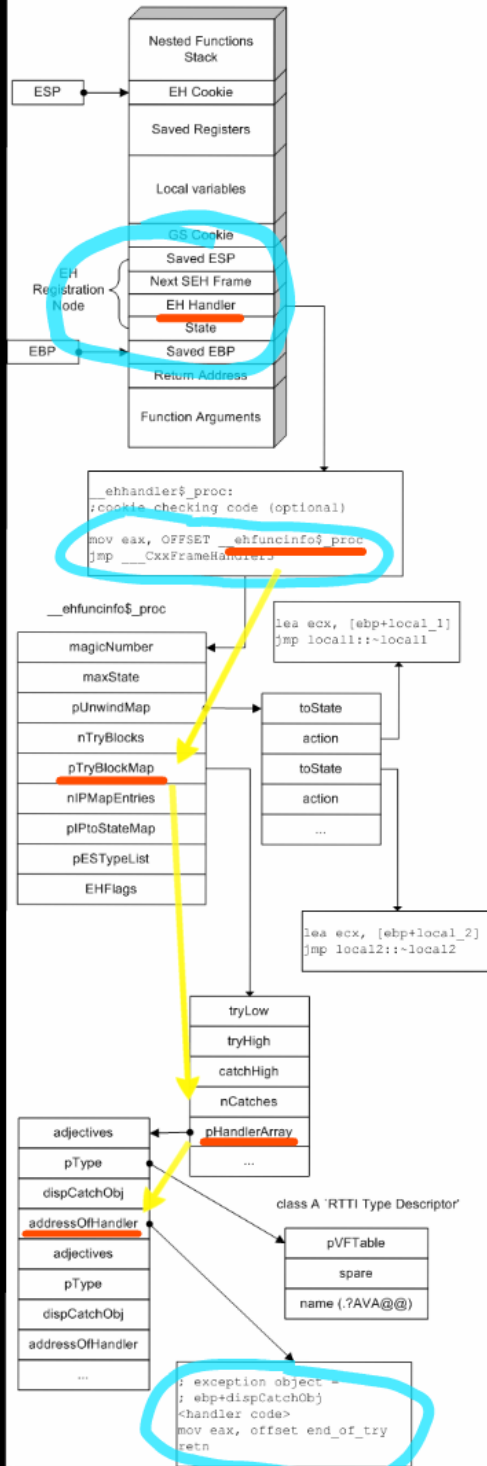 Nested Functions
Stack
ESP
EH Cookie
Saved Registers
Local variables
GS Cookie
Saved ESP
EH
Registration
Node
Next SEH Frame
EH Handler
State
EBP
Saved EBP
Return Address
Function Arguments
__ehhandler$_proc:
;cookie checking code (optional)
mov eax, OFFSET __ehfuncinfo$_proc
jmp ___CxxFrameHandler3
__ehfuncinfo$_proc
magicNumber
maxState
pUnwindMap
nTryBlocks
pTryBlockMap
nIPMapEntries
pIPtoStateMap
pESTypeList
EHFlags
lea ecx, [ebp+local_1]
jmp local1::~local1
toState
action
toState
action
...
lea ecx, [ebp+local_2]
jmp local2::~local2
tryLow
tryHigh
catchHigh
nCatches
pHandlerArray
...
adjectives
pType
dispCatchObj
addressOfHandler
adjectives
pType
dispCatchObj
addressOfHandler
...
class A `RTTI Type Descriptor'
pVFTable
spare
name (.?AVA@@)
; exception object =
; ebp+dispCatchObj
<handler code>
mov eax, offset end_of_try
retn